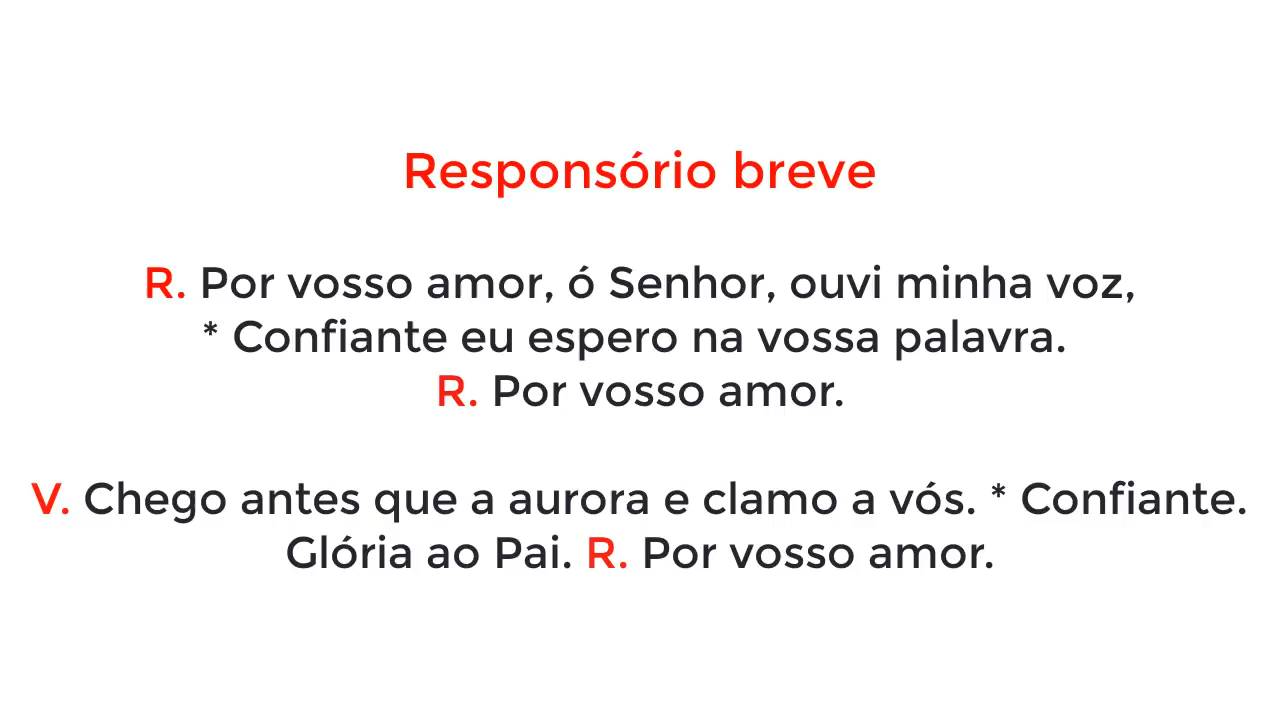 Responsório breve
R. Por vosso amor, ó Senhor, ouvi minha voz,
* Confiante eu espero na vossa palavra.
R. Por vosso amor.
V. Chego antes que a aurora e clamo a vós. * Confiante.
Glória ao Pai. R. Por vosso amor.